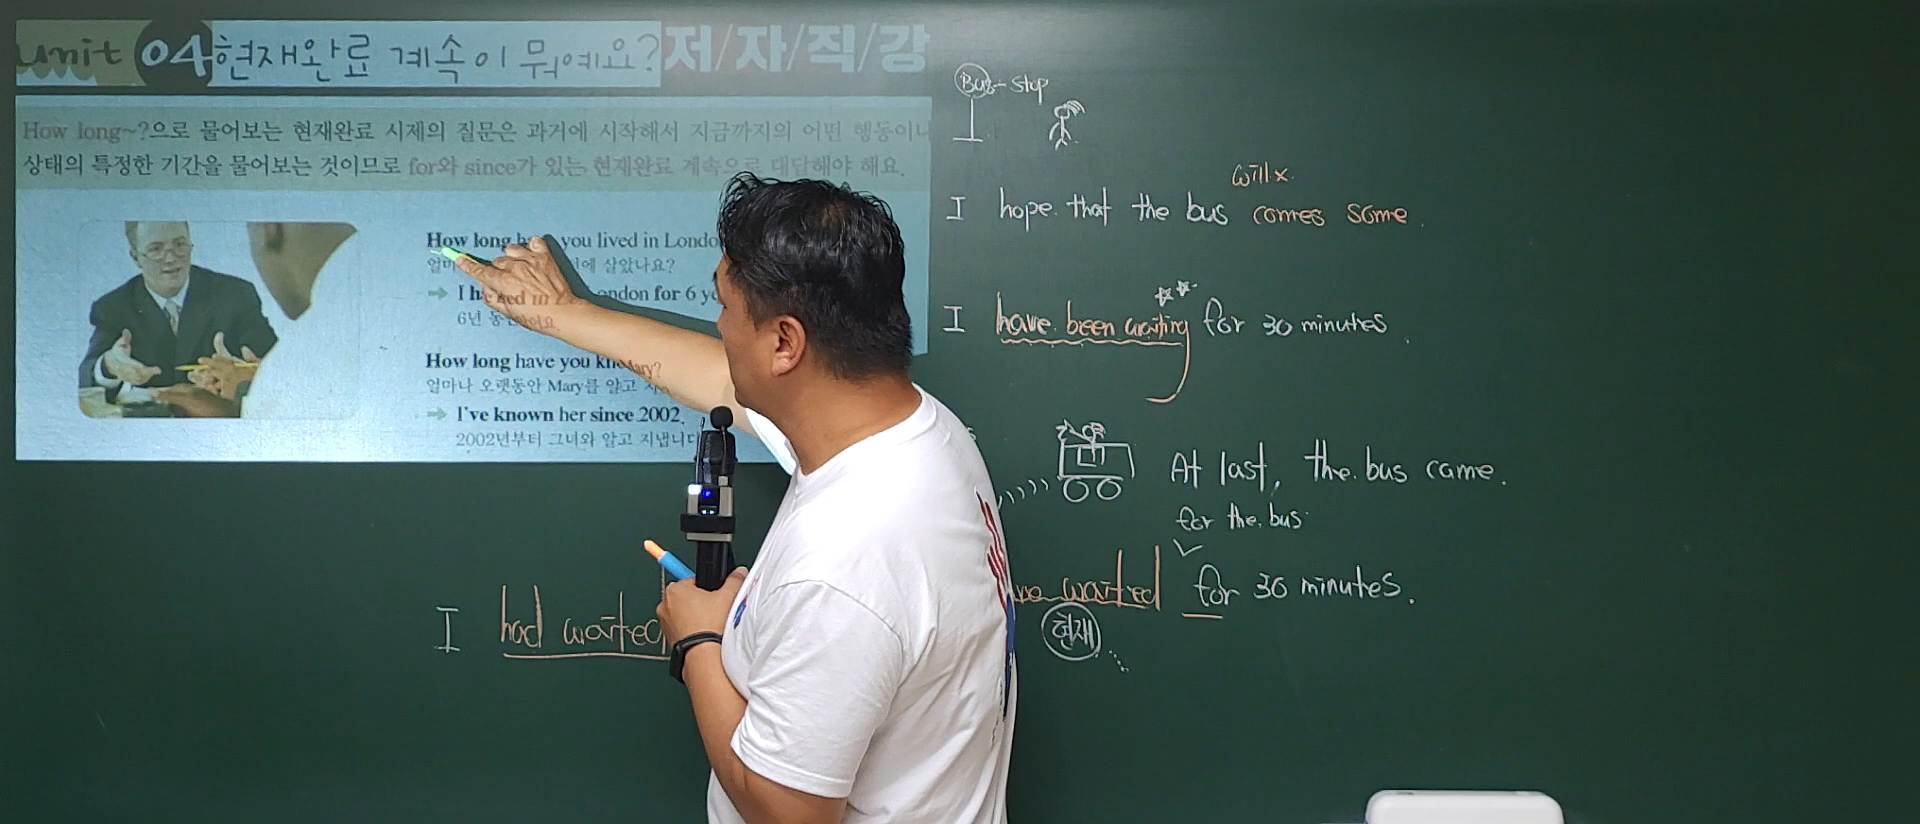 unit 04 현재완료 계속이 뭐예요? 저/자/직/강
How long~?으로 물어보는 현재완료 시제의 질문은 과거에 시작해서 지금까지의 어떤 행동이나
상태의 특정한 기간을 물어보는 것이므로 for와 since가 있는 현재완료 계속으로 대답해야 해요.
How long you lived in
살았나요?
→ I for 6
6년
How long have you
얼마나 오랫동안 Mary를 알고
→ I've known her since 2002.
2002년부터 그녀와 알고 지냅니다
Bus-stop
will x.
I hope that the bus comes some.
I have been waiting for 30 minutes.
At last, the bus came.
for the bus
waited for 30 minutes.
현재
I had waited